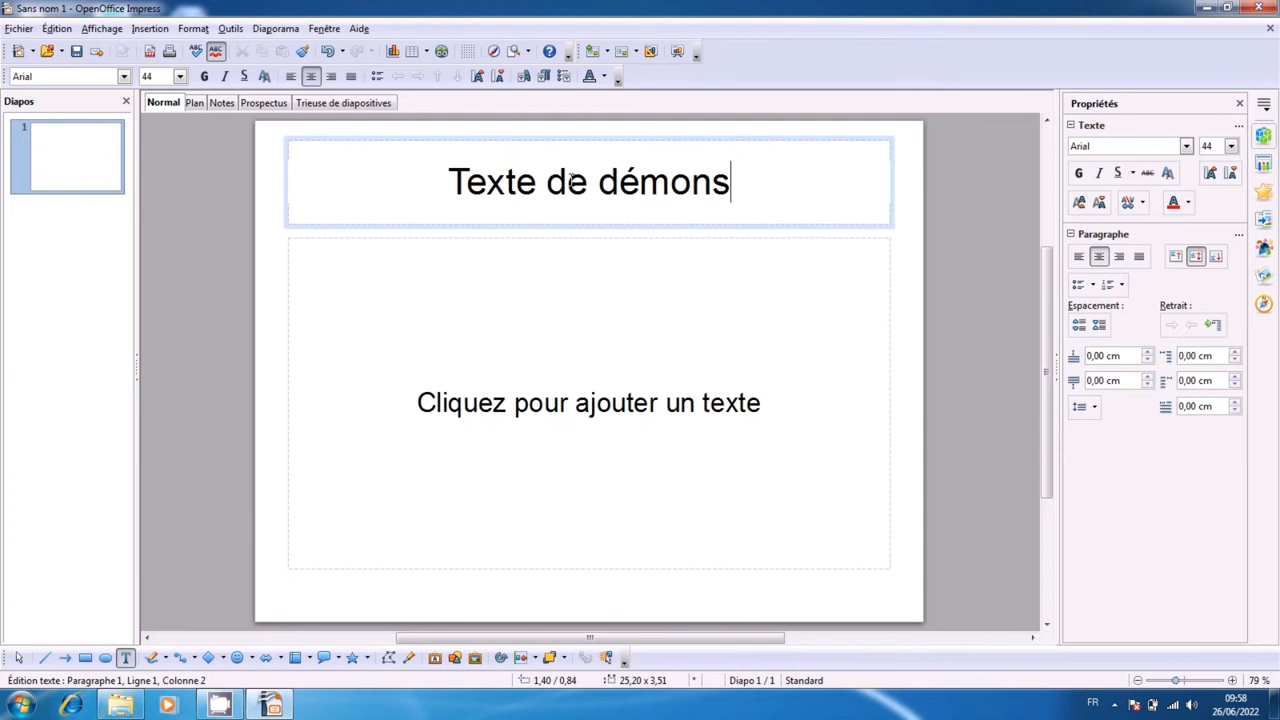 Sans nom 1 - OpenOffice Impress
Fichier Édition Affichage Insertion Format Outils Diaporama Fenêtre Aide
Arial 44
Diapos
Normal Plan Notes Prospectus Trieuse de diapositives
Propriétés
1
Texte
Arial 44
Texte de démons
Paragraphe
Espacement : Retrait :
0,00 cm 0,00 cm
0,00 cm 0,00 cm
0,00 cm
Cliquez pour ajouter un texte
Édition texte : Paragraphe 1, Ligne 1, Colonne 2 1,40 / 0,84 25,20 x 3,51 * Diapo 1 / 1 Standard 79 %
FR 09:58
26/06/2022